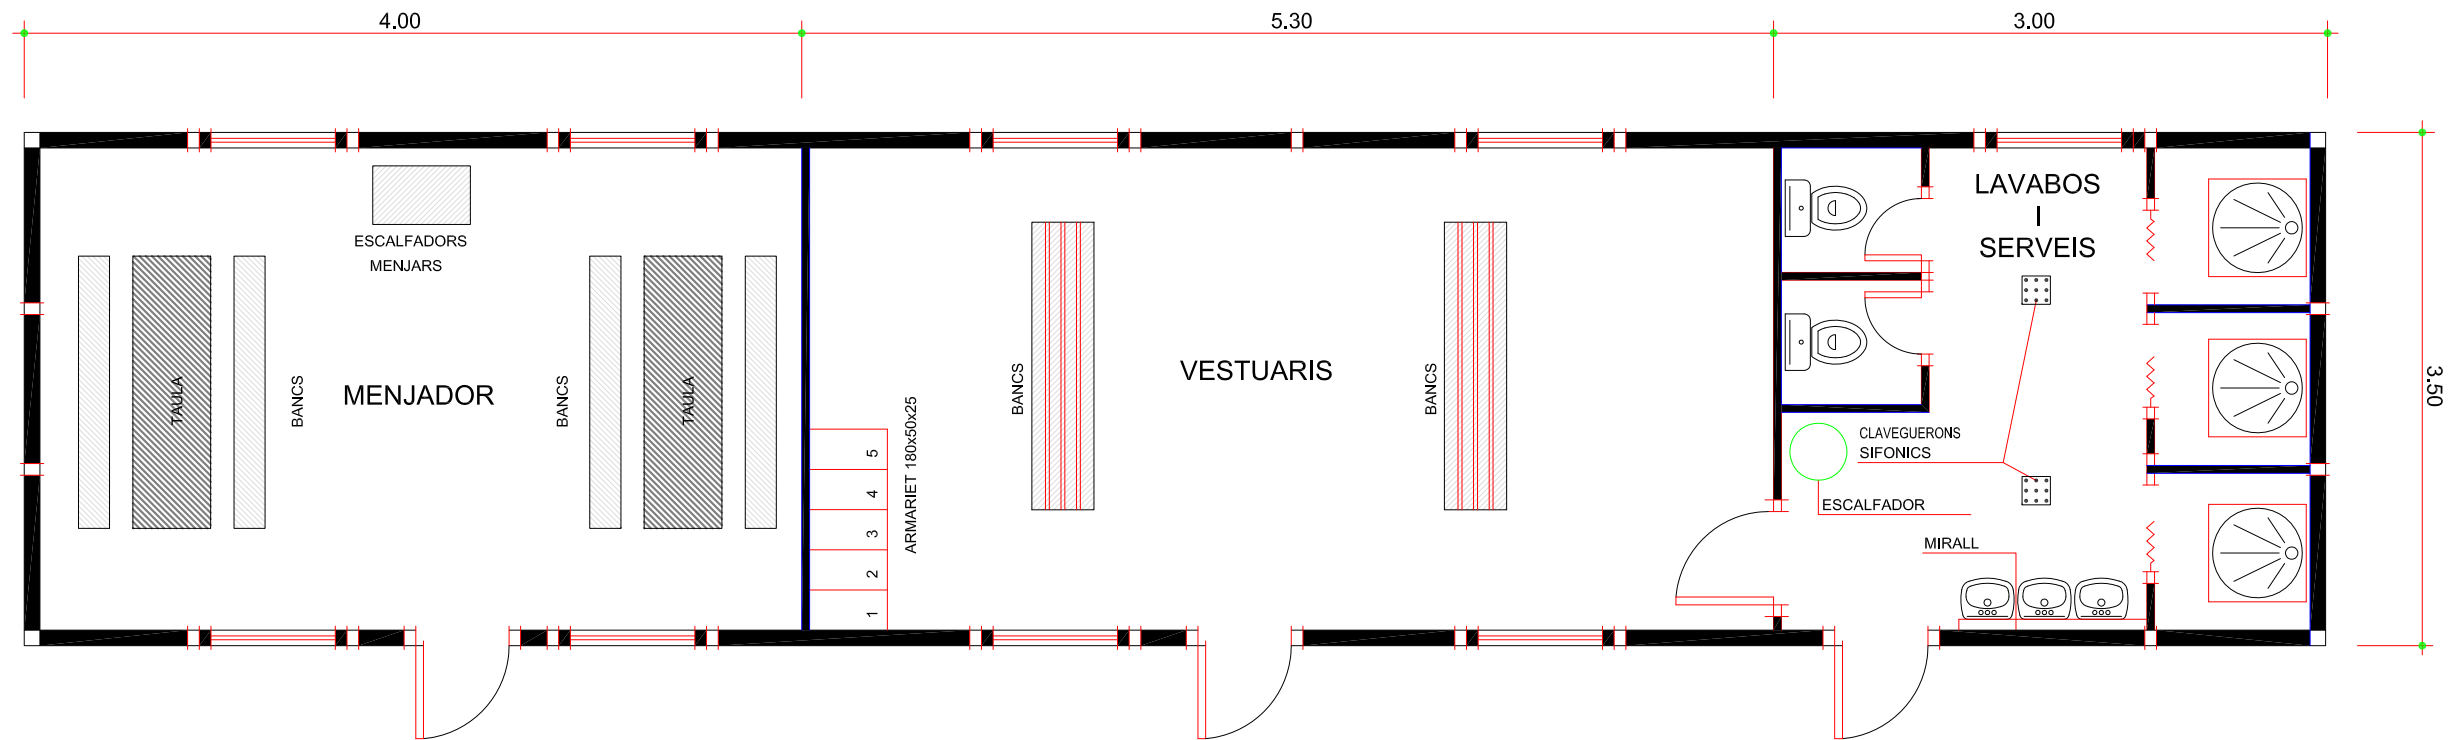 4.00
5.30
3.00
3.50
ESCALFADORS
MENJARS
TAULA
BANCS
MENJADOR
BANCS
TAULA
5
4
3
2
1
ARMARIET 180x50x25
BANCS
VESTUARIS
BANCS
LAVABOS
I
SERVEIS
CLAVEGUERONS
SIFONICS
ESCALFADOR
MIRALL